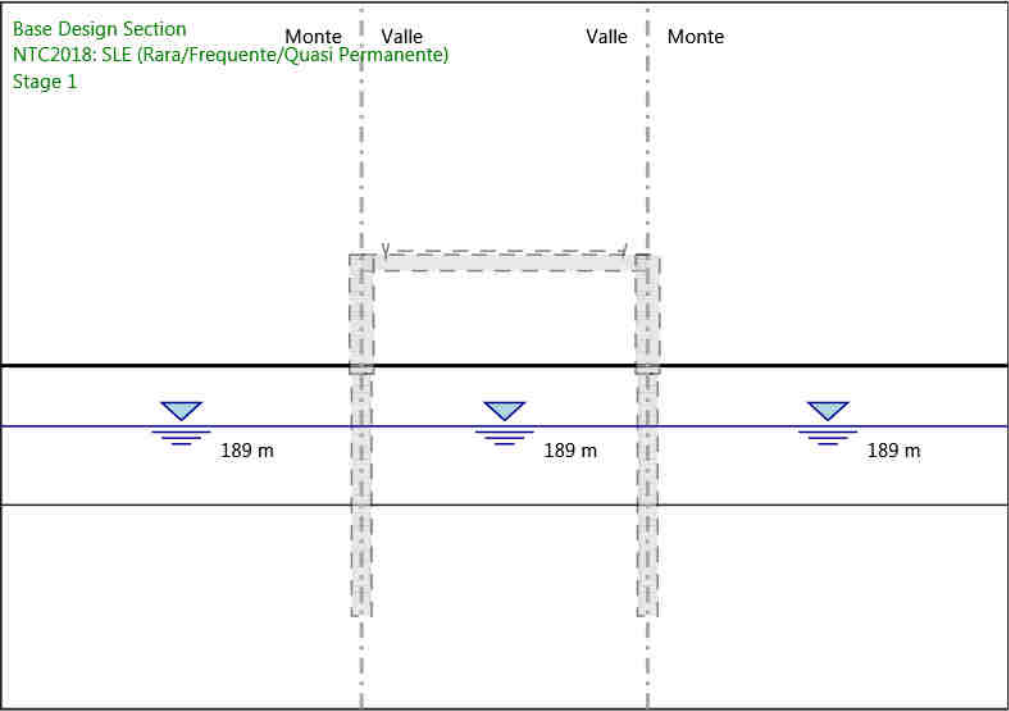 Base Design Section
Monte Valle Valle Monte
NTC2018: SLE (Rara/Frequente/Quasi Permanente)
Stage 1
189 m 189 m 189 m